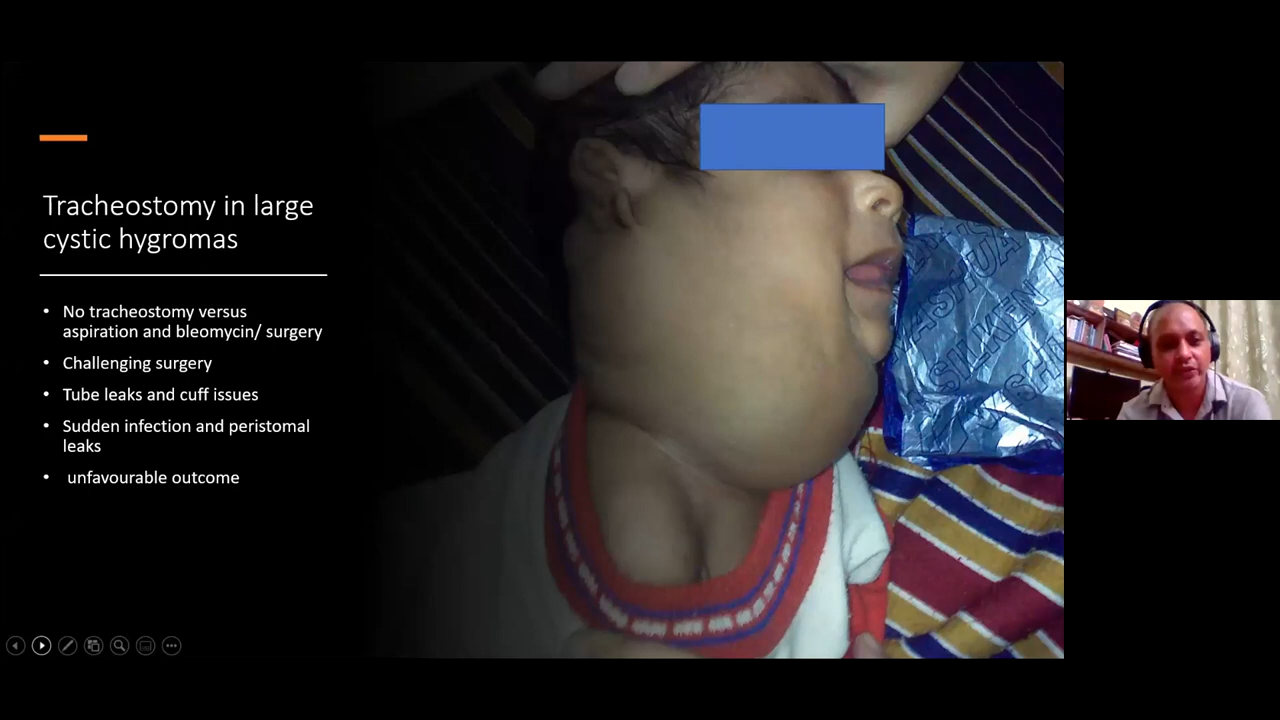 Tracheostomy in large
cystic hygromas
• No tracheostomy versus
aspiration and bleomycin/ surgery
• Challenging surgery
• Tube leaks and cuff issues
• Sudden infection and peristomal
leaks
• unfavourable outcome